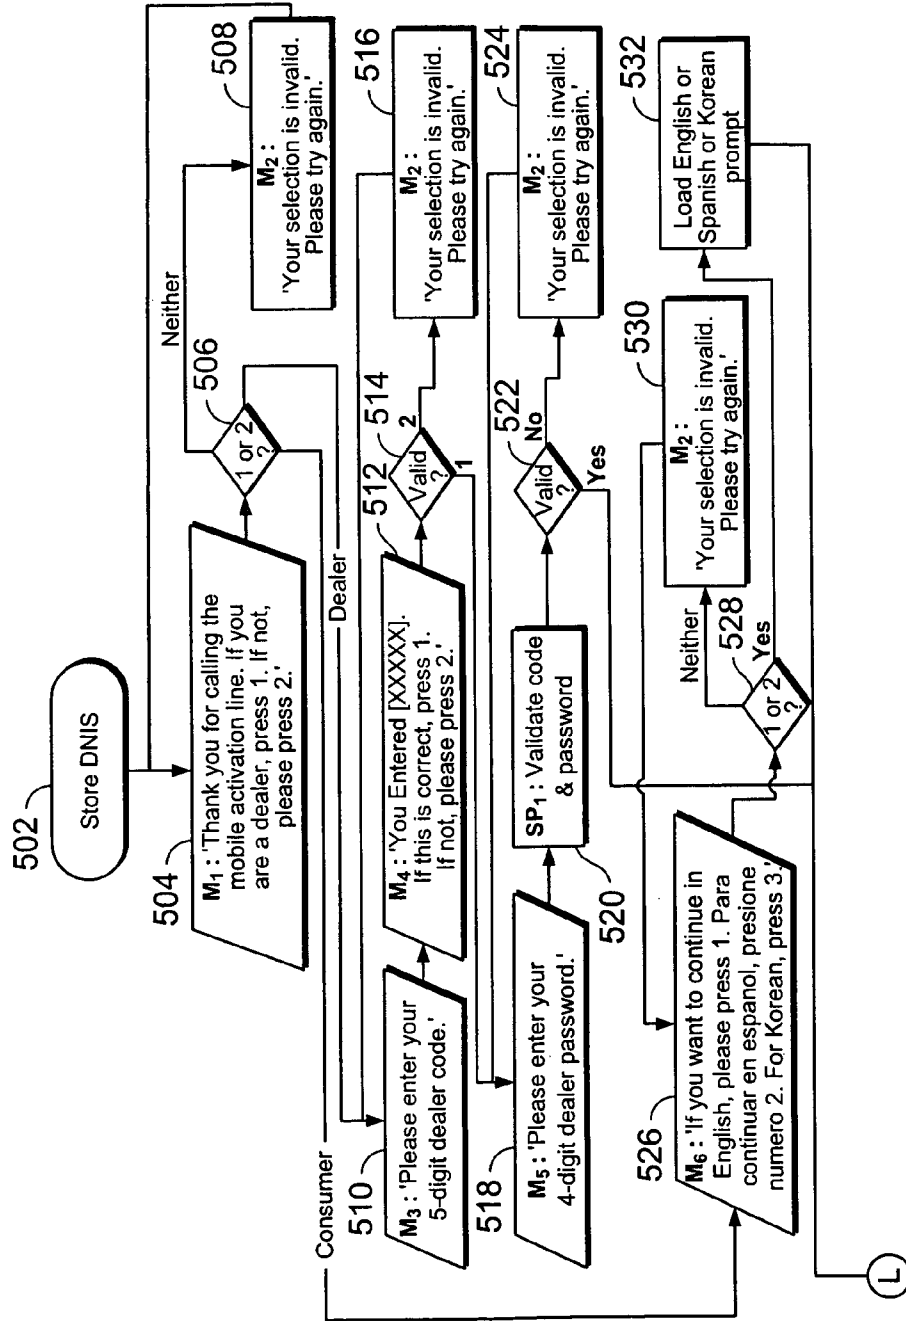 502
Store DNIS
504
M1 : 'Thank you for calling the
mobile activation line. If you
are a dealer, press 1. If not,
please press 2.'
506
1 or 2
?
Neither
508
M2 :
'Your selection is invalid.
Please try again.'
Consumer
Dealer
510
M3 : 'Please enter your
5-digit dealer code.'
512
M4 : 'You Entered [XXXXX].
If this is correct, press 1.
If not, please press 2.'
514
Valid
?
2
1
516
M2 :
'Your selection is invalid.
Please try again.'
518
M5 : 'Please enter your
4-digit dealer password.'
520
SP1 : Validate code
& password
522
Valid
?
No
Yes
524
M2 :
'Your selection is invalid.
Please try again.'
526
M6 : 'If you want to continue in
English, please press 1. Para
continuar en espanol, presione
numero 2. For Korean, press 3.'
528
1 or 2
?
Neither
Yes
530
M2 :
'Your selection is invalid.
Please try again.'
532
Load English or
Spanish or Korean
prompt
L